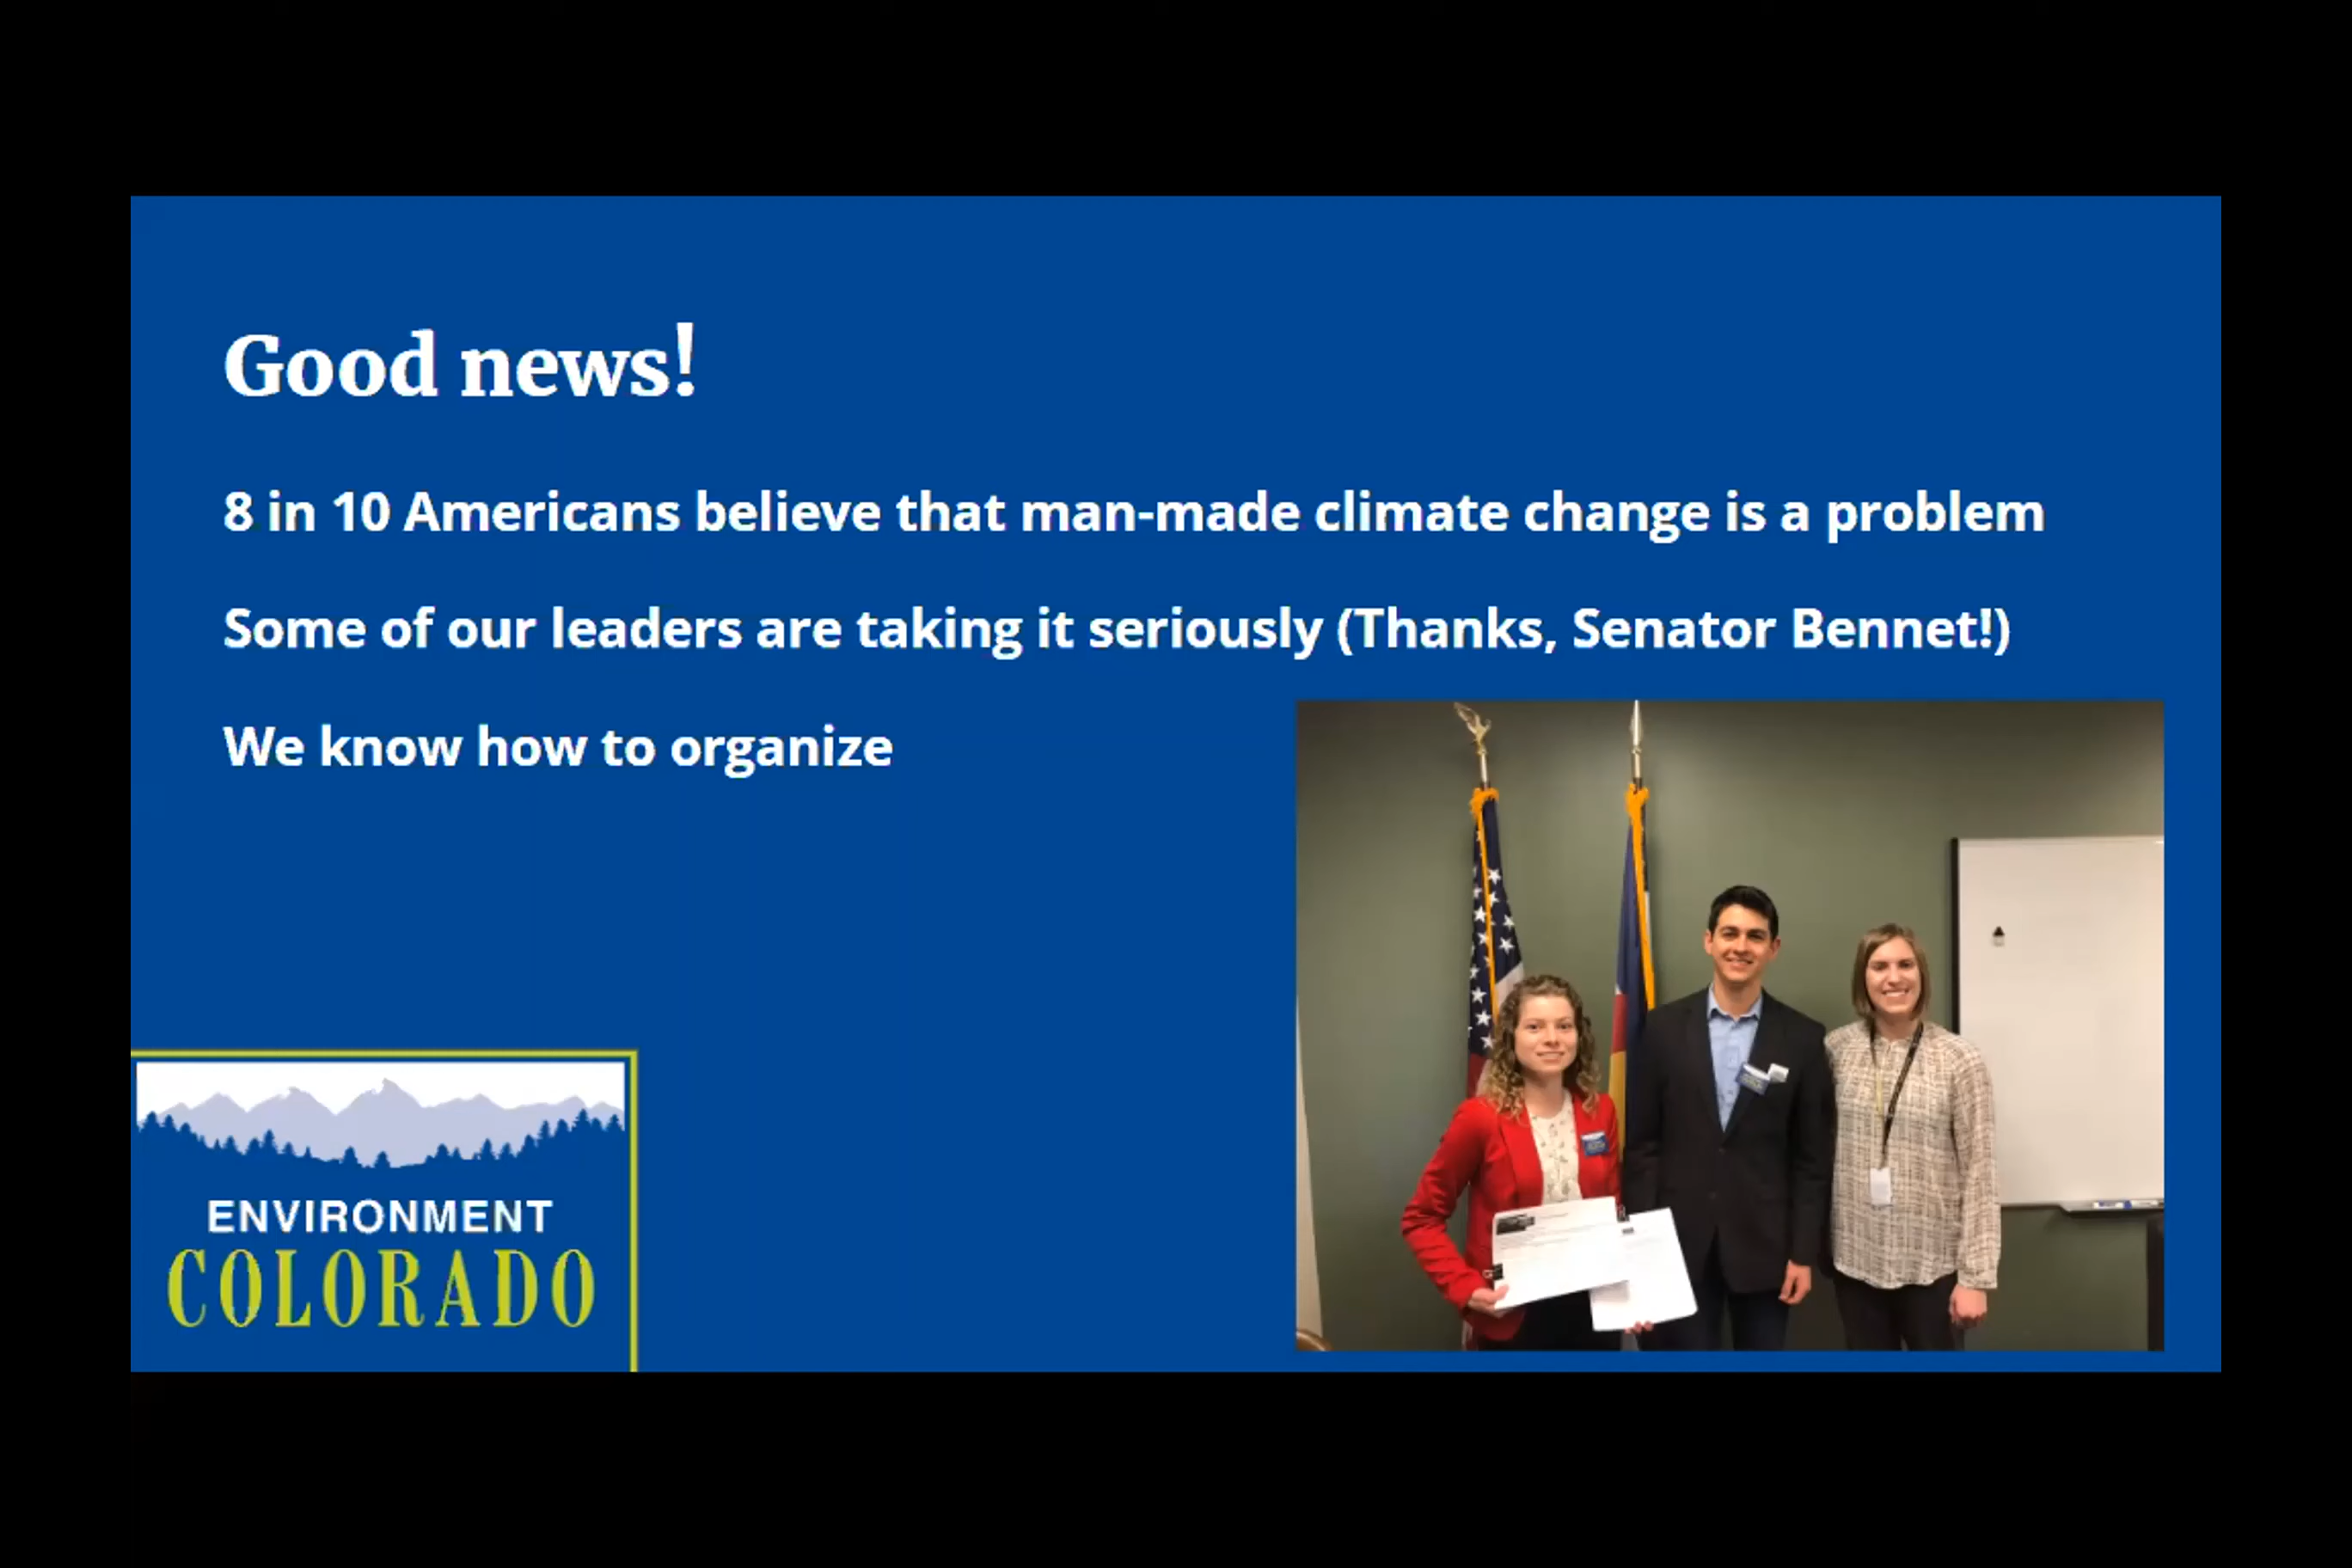 Good news!
8 in 10 Americans believe that man-made climate change is a problem
Some of our leaders are taking it seriously (Thanks, Senator Bennet!)
We know how to organize
ENVIRONMENT
COLORADO